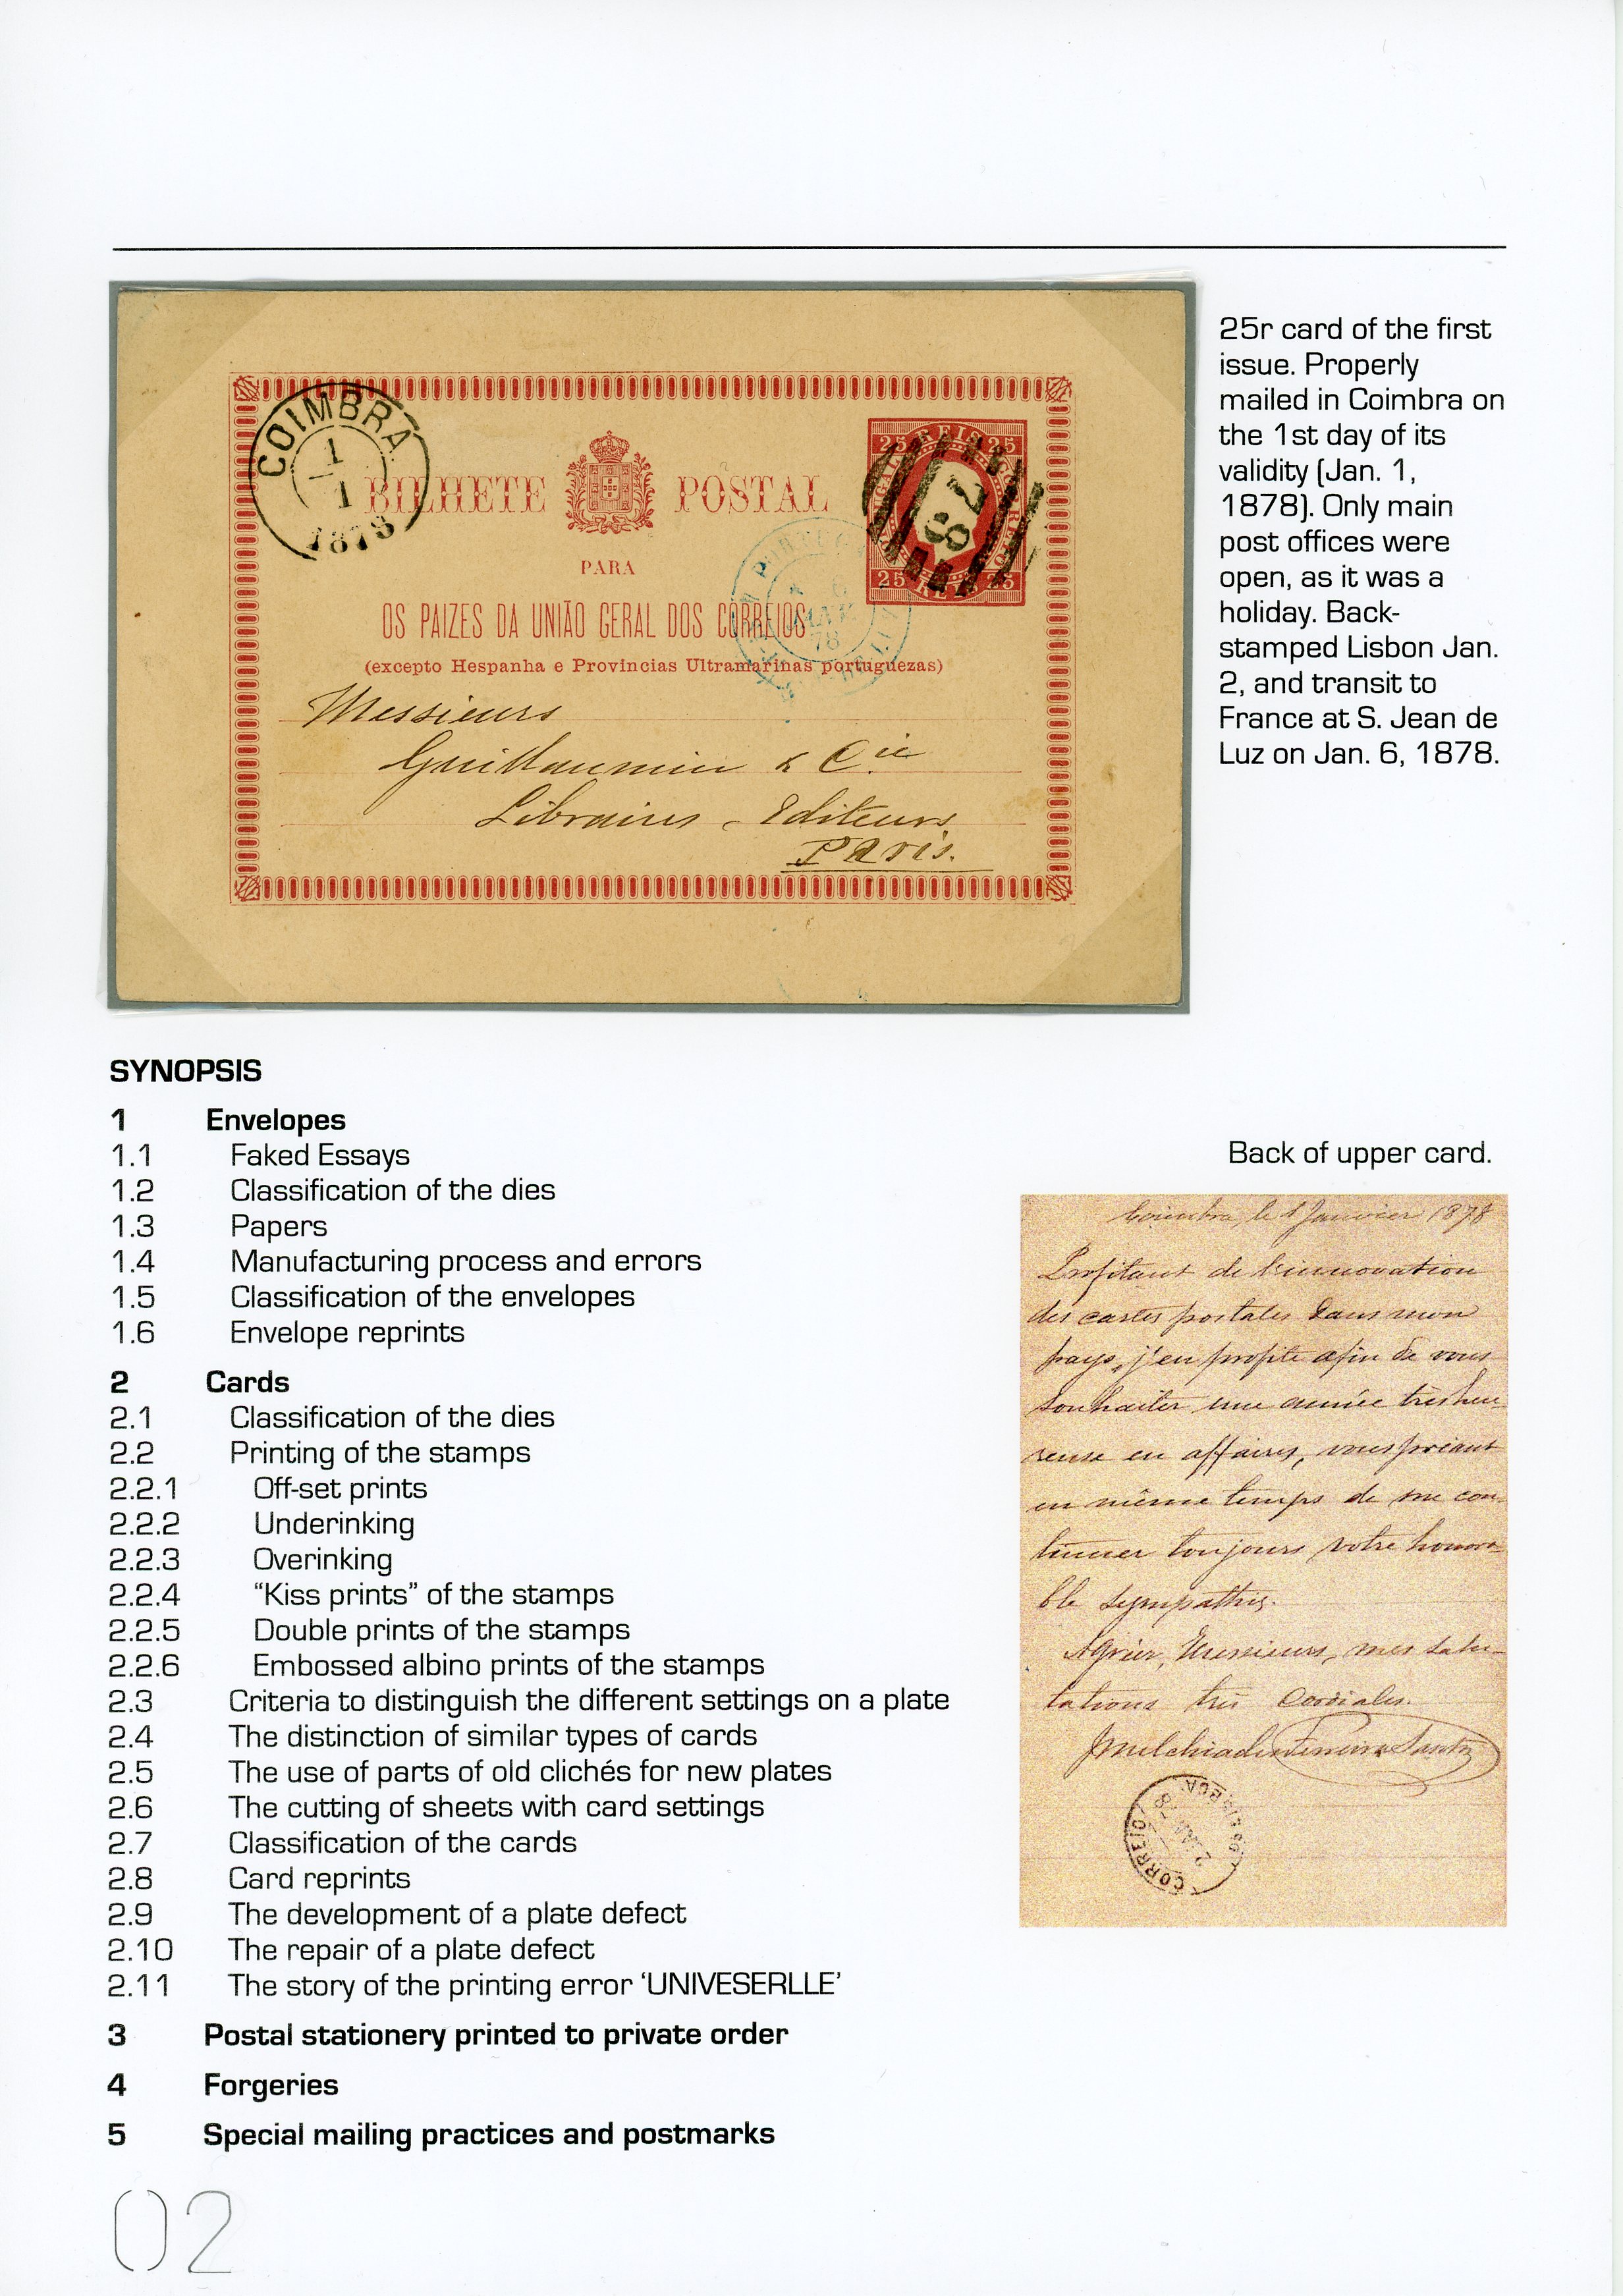 COIMBRA
1
1
1878
BILHETE POSTAL
25 REIS 25
25 REIS 25
PARA
OS PAIZES DA UNIÃO GERAL DOS CORREIOS
(excepto Hespanha e Provincias Ultramarinas portuguezas)
6
JANV
78
Messieurs
Guillaumin & Cie
Libraires - Editeurs
Paris.
25r card of the first
issue. Properly
mailed in Coimbra on
the 1st day of its
validity (Jan. 1,
1878). Only main
post offices were
open, as it was a
holiday. Back-
stamped Lisbon Jan.
2, and transit to
France at S. Jean de
Luz on Jan. 6, 1878.
SYNOPSIS
1 Envelopes
1.1 Faked Essays
1.2 Classification of the dies
1.3 Papers
1.4 Manufacturing process and errors
1.5 Classification of the envelopes
1.6 Envelope reprints
2 Cards
2.1 Classification of the dies
2.2 Printing of the stamps
2.2.1 Off-set prints
2.2.2 Underinking
2.2.3 Overinking
2.2.4 “Kiss prints” of the stamps
2.2.5 Double prints of the stamps
2.2.6 Embossed albino prints of the stamps
2.3 Criteria to distinguish the different settings on a plate
2.4 The distinction of similar types of cards
2.5 The use of parts of old clichés for new plates
2.6 The cutting of sheets with card settings
2.7 Classification of the cards
2.8 Card reprints
2.9 The development of a plate defect
2.10 The repair of a plate defect
2.11 The story of the printing error ‘UNIVESERLLE’
3 Postal stationery printed to private order
4 Forgeries
5 Special mailing practices and postmarks
Back of upper card.
Coimbra, le 1 Janvier 1878
Profitant de l'innovation
des cartes postales dans mon
pays, j'en profite afin de vous
souhaiter une année très heu-
reuse en affaires, vous priant
en même temps de me con-
tinuer toujours votre honora-
ble sympathie.
Agréer, Messieurs, mes salu-
tations très cordiales.
CORREIO
LISBOA
02